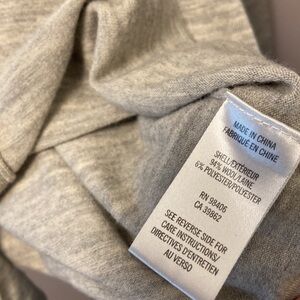 MADE IN CHINA
FABRIQUÉ EN CHINE
SHELL/EXTÉRIEUR
94% WOOL/LAINE
6% POLYESTER/POLYESTER
RN 98406
CA 39862
SEE REVERSE SIDE FOR
CARE INSTRUCTIONS/
DIRECTIVES D'ENTRETIEN
AU VERSO